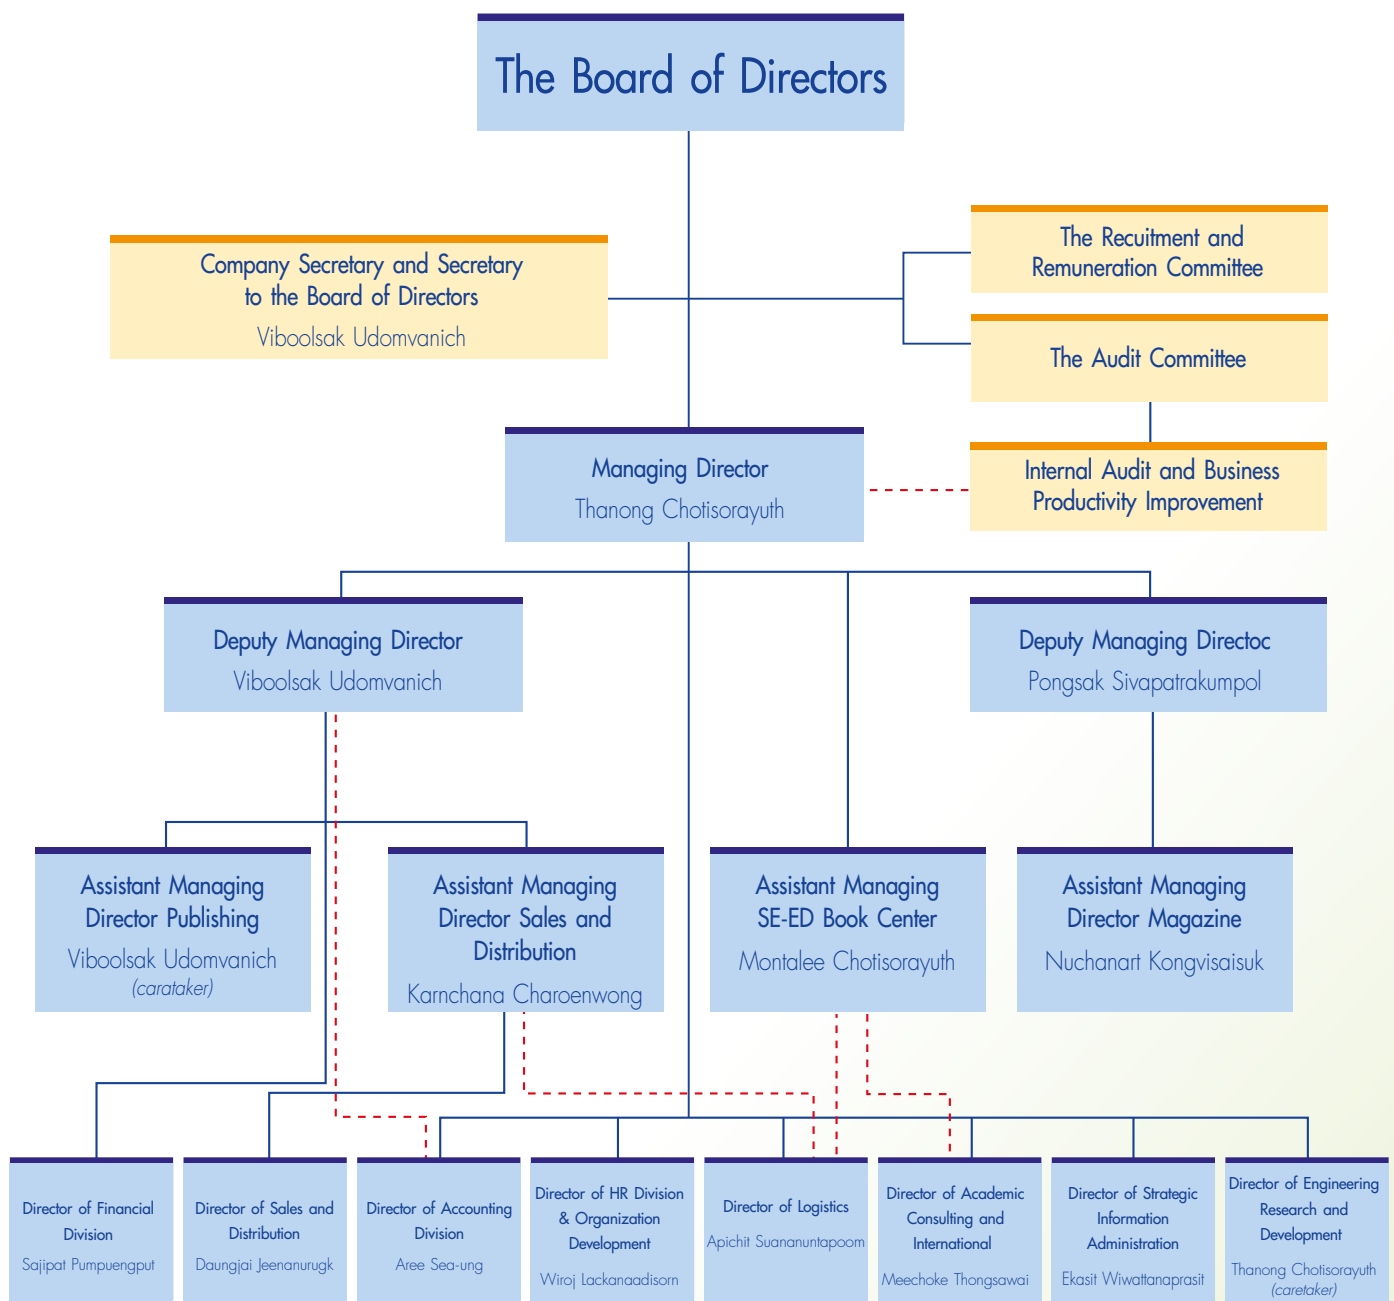 The Board of Directors
Company Secretary and Secretary
to the Board of Directors
Viboolsak Udomvanich
The Recuitment and
Remuneration Committee
The Audit Committee
Managing Director
Thanong Chotisorayuth
Internal Audit and Business
Productivity Improvement
Deputy Managing Director
Viboolsak Udomvanich
Deputy Managing Directoc
Pongsak Sivapatrakumpol
Assistant Managing
Director Publishing
Viboolsak Udomvanich
(carataker)
Assistant Managing
Director Sales and
Distribution
Karnchana Charoenwong
Assistant Managing
SE-ED Book Center
Montalee Chotisorayuth
Assistant Managing
Director Magazine
Nuchanart Kongvisaisuk
Director of Financial
Division
Sajipat Pumpuengput
Director of Sales and
Distribution
Daungjai Jeenanurugk
Director of Accounting
Division
Aree Sea-ung
Director of HR Division
& Organization
Development
Wiroj Lackanaadisorn
Director of Logistics
Apichit Suananuntapoom
Director of Academic
Consulting and
International
Meechoke Thongsawai
Director of Strategic
Information
Administration
Ekasit Wiwattanaprasit
Director of Engineering
Research and
Development
Thanong Chotisorayuth
(caretaker)